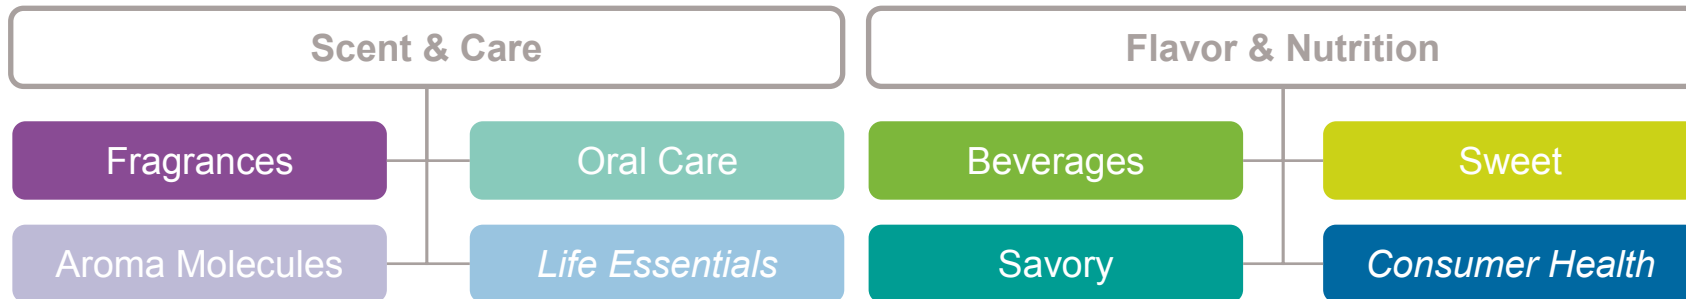 Scent & Care
Flavor & Nutrition
Fragrances
Oral Care
Beverages
Sweet
Aroma Molecules
Life Essentials
Savory
Consumer Health